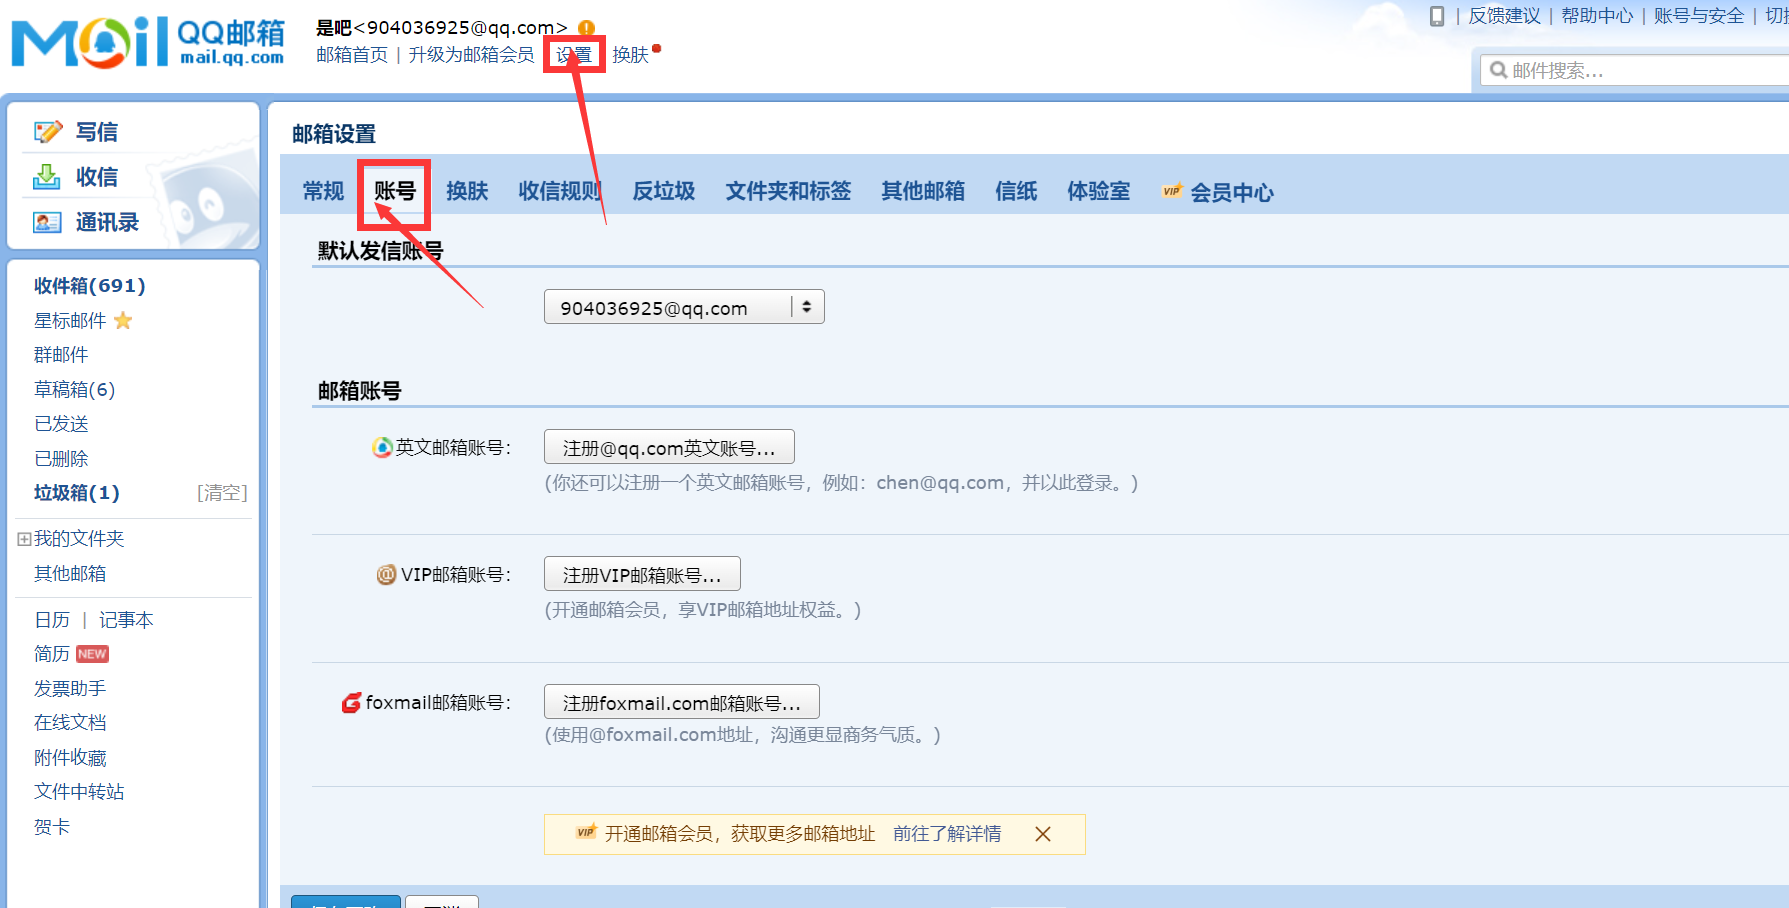 Mail QQ邮箱
mail.qq.com
是吧<904036925@qq.com>
邮箱首页 | 升级为邮箱会员 设置 换肤
反馈建议 | 帮助中心 | 账号与安全 |
邮件搜索...
写信
收信
通讯录
收件箱(691)
星标邮件
群邮件
草稿箱(6)
已发送
已删除
垃圾箱(1) [清空]
我的文件夹
其他邮箱
日历 | 记事本
简历 NEW
发票助手
在线文档
附件收藏
文件中转站
贺卡
邮箱设置
常规 账号 换肤 收信规则 反垃圾 文件夹和标签 其他邮箱 信纸 体验室 VIP 会员中心
默认发信账号
904036925@qq.com
邮箱账号
英文邮箱账号： 注册@qq.com英文账号...
(你还可以注册一个英文邮箱账号，例如：chen@qq.com，并以此登录。)
VIP邮箱账号： 注册VIP邮箱账号...
(开通邮箱会员，享VIP邮箱地址权益。)
foxmail邮箱账号： 注册foxmail.com邮箱账号...
(使用@foxmail.com地址，沟通更显商务气质。)
VIP 开通邮箱会员，获取更多邮箱地址 前往了解详情